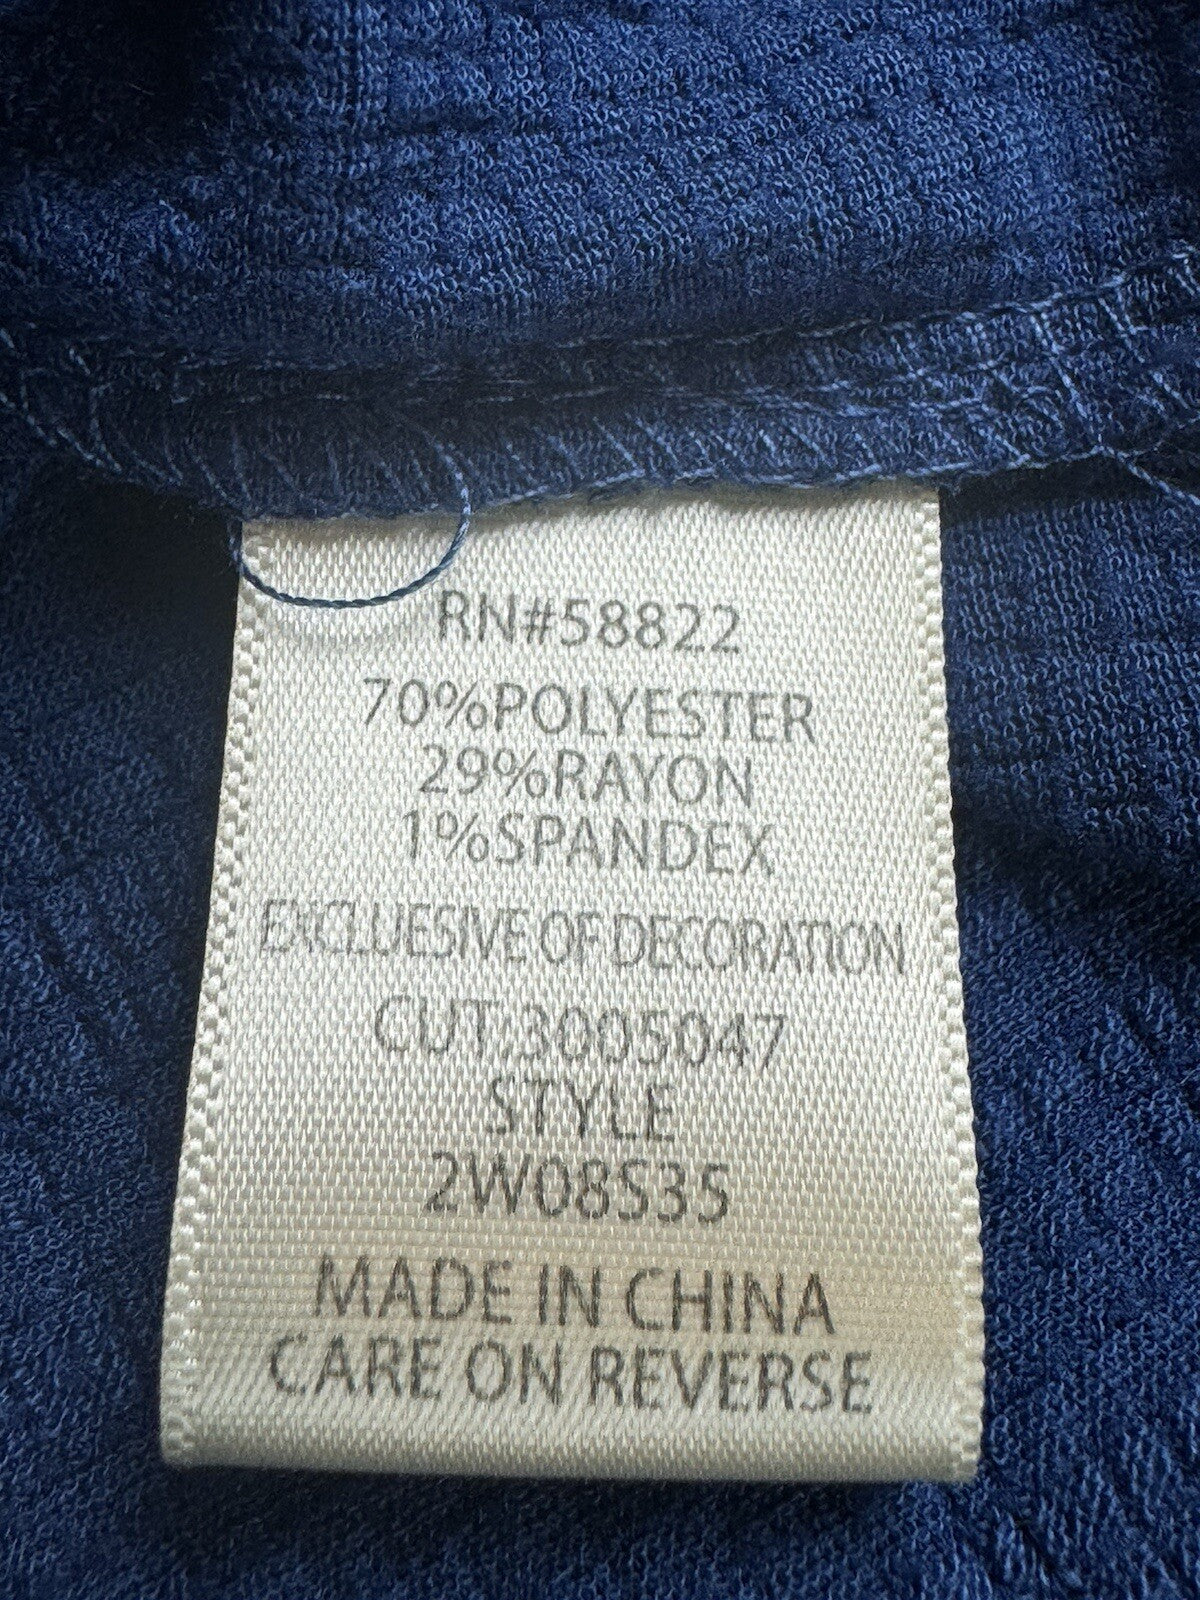 RN#58822
70%POLYESTER
29%RAYON
1%SPANDEX
EXCLUESIVE OF DECORATION
CUT:3005047
STYLE
2W08S35
MADE IN CHINA
CARE ON REVERSE